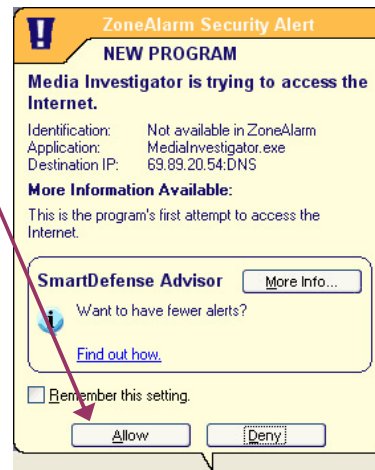 ZoneAlarm Security Alert
NEW PROGRAM
Media Investigator is trying to access the
Internet.
Identification: Not available in ZoneAlarm
Application: MediaInvestigator.exe
Destination IP: 69.89.20.54:DNS
More Information Available:
This is the program's first attempt to access the
Internet.
SmartDefense Advisor More Info...
Want to have fewer alerts?
Find out how.
Remember this setting.
Allow Deny